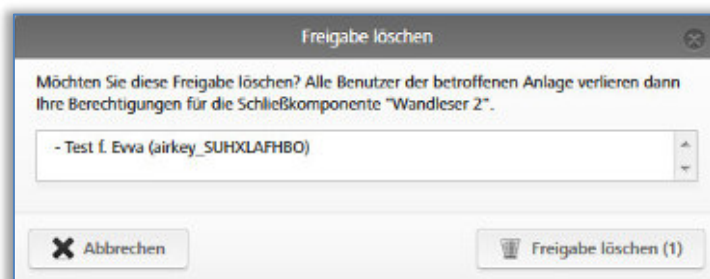 Freigabe löschen
Möchten Sie diese Freigabe löschen? Alle Benutzer der betroffenen Anlage verlieren dann
Ihre Berechtigungen für die Schließkomponente "Wandleser 2".
- Test f. Evva (airkey_SUHXLAFHBO)
Abbrechen
Freigabe löschen (1)